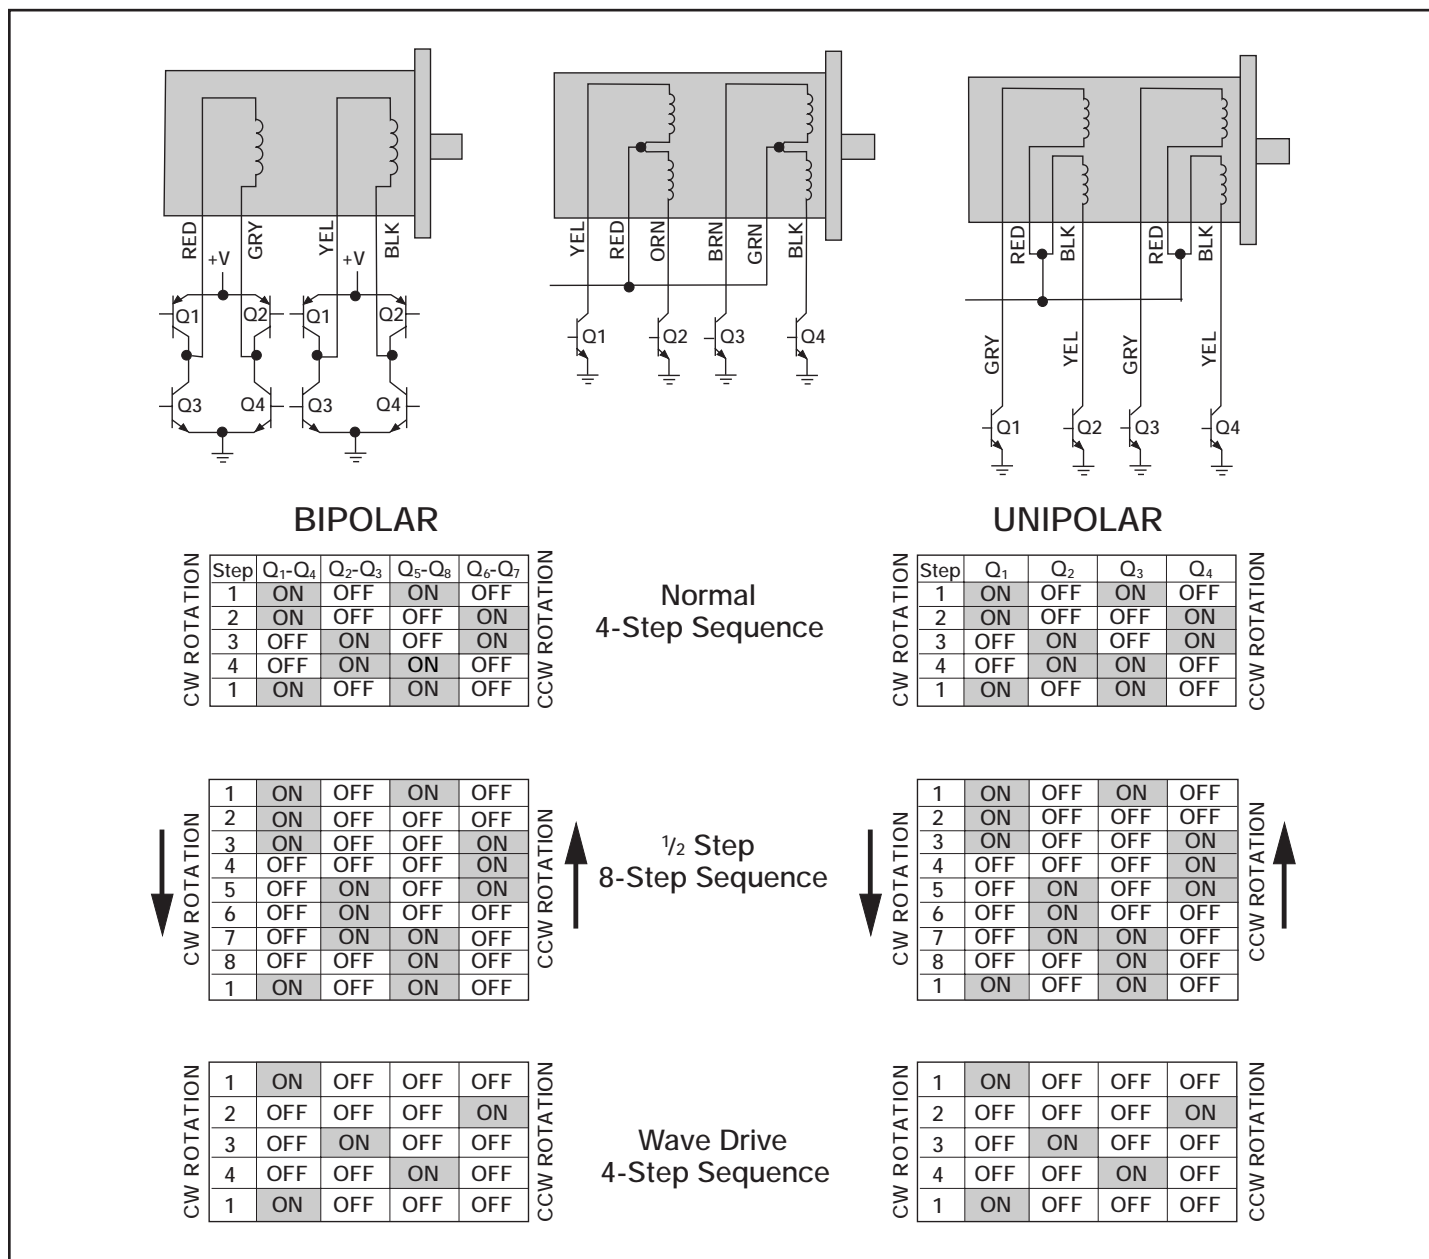 RED GRY YEL BLK
+V +V
Q1 Q2 Q1 Q2
Q3 Q4 Q3 Q4
YEL RED ORN BRN GRN BLK
Q1 Q2 Q3 Q4
RED BLK RED BLK
GRY YEL GRY YEL
Q1 Q2 Q3 Q4
BIPOLAR
UNIPOLAR
CW ROTATION
Step Q1-Q4 Q2-Q3 Q5-Q8 Q6-Q7
1 ON OFF ON OFF
2 ON OFF OFF ON
3 OFF ON OFF ON
4 OFF ON ON OFF
1 ON OFF ON OFF
CCW ROTATION
Normal
4-Step Sequence
CW ROTATION
Step Q1 Q2 Q3 Q4
1 ON OFF ON OFF
2 ON OFF OFF ON
3 OFF ON OFF ON
4 OFF ON ON OFF
1 ON OFF ON OFF
CCW ROTATION
CW ROTATION
1 ON OFF ON OFF
2 ON OFF OFF OFF
3 ON OFF OFF ON
4 OFF OFF OFF ON
5 OFF ON OFF ON
6 OFF ON OFF OFF
7 OFF ON ON OFF
8 OFF OFF ON OFF
1 ON OFF ON OFF
CCW ROTATION
1/2 Step
8-Step Sequence
CW ROTATION
1 ON OFF ON OFF
2 ON OFF OFF OFF
3 ON OFF OFF ON
4 OFF OFF OFF ON
5 OFF ON OFF ON
6 OFF ON OFF OFF
7 OFF ON ON OFF
8 OFF OFF ON OFF
1 ON OFF ON OFF
CCW ROTATION
CW ROTATION
1 ON OFF OFF OFF
2 OFF OFF OFF ON
3 OFF ON OFF OFF
4 OFF OFF ON OFF
1 ON OFF OFF OFF
CCW ROTATION
Wave Drive
4-Step Sequence
CW ROTATION
1 ON OFF OFF OFF
2 OFF OFF OFF ON
3 OFF ON OFF OFF
4 OFF OFF ON OFF
1 ON OFF OFF OFF
CCW ROTATION